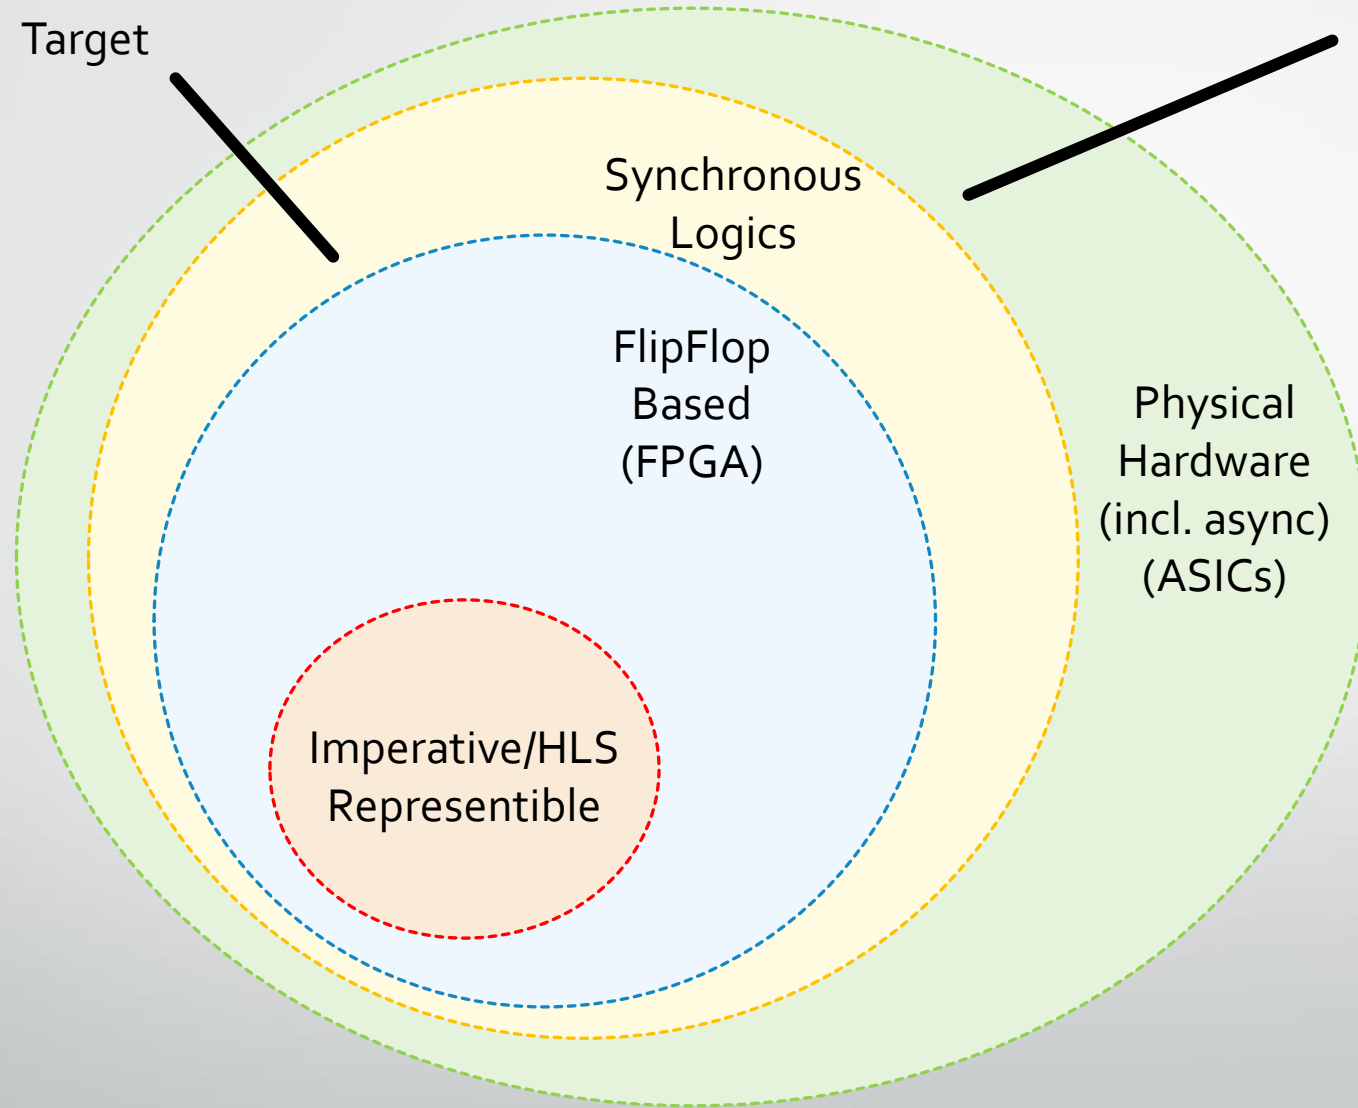 Target
Synchronous
Logics
FlipFlop
Based
(FPGA)
Physical
Hardware
(incl. async)
(ASICs)
Imperative/HLS
Representible